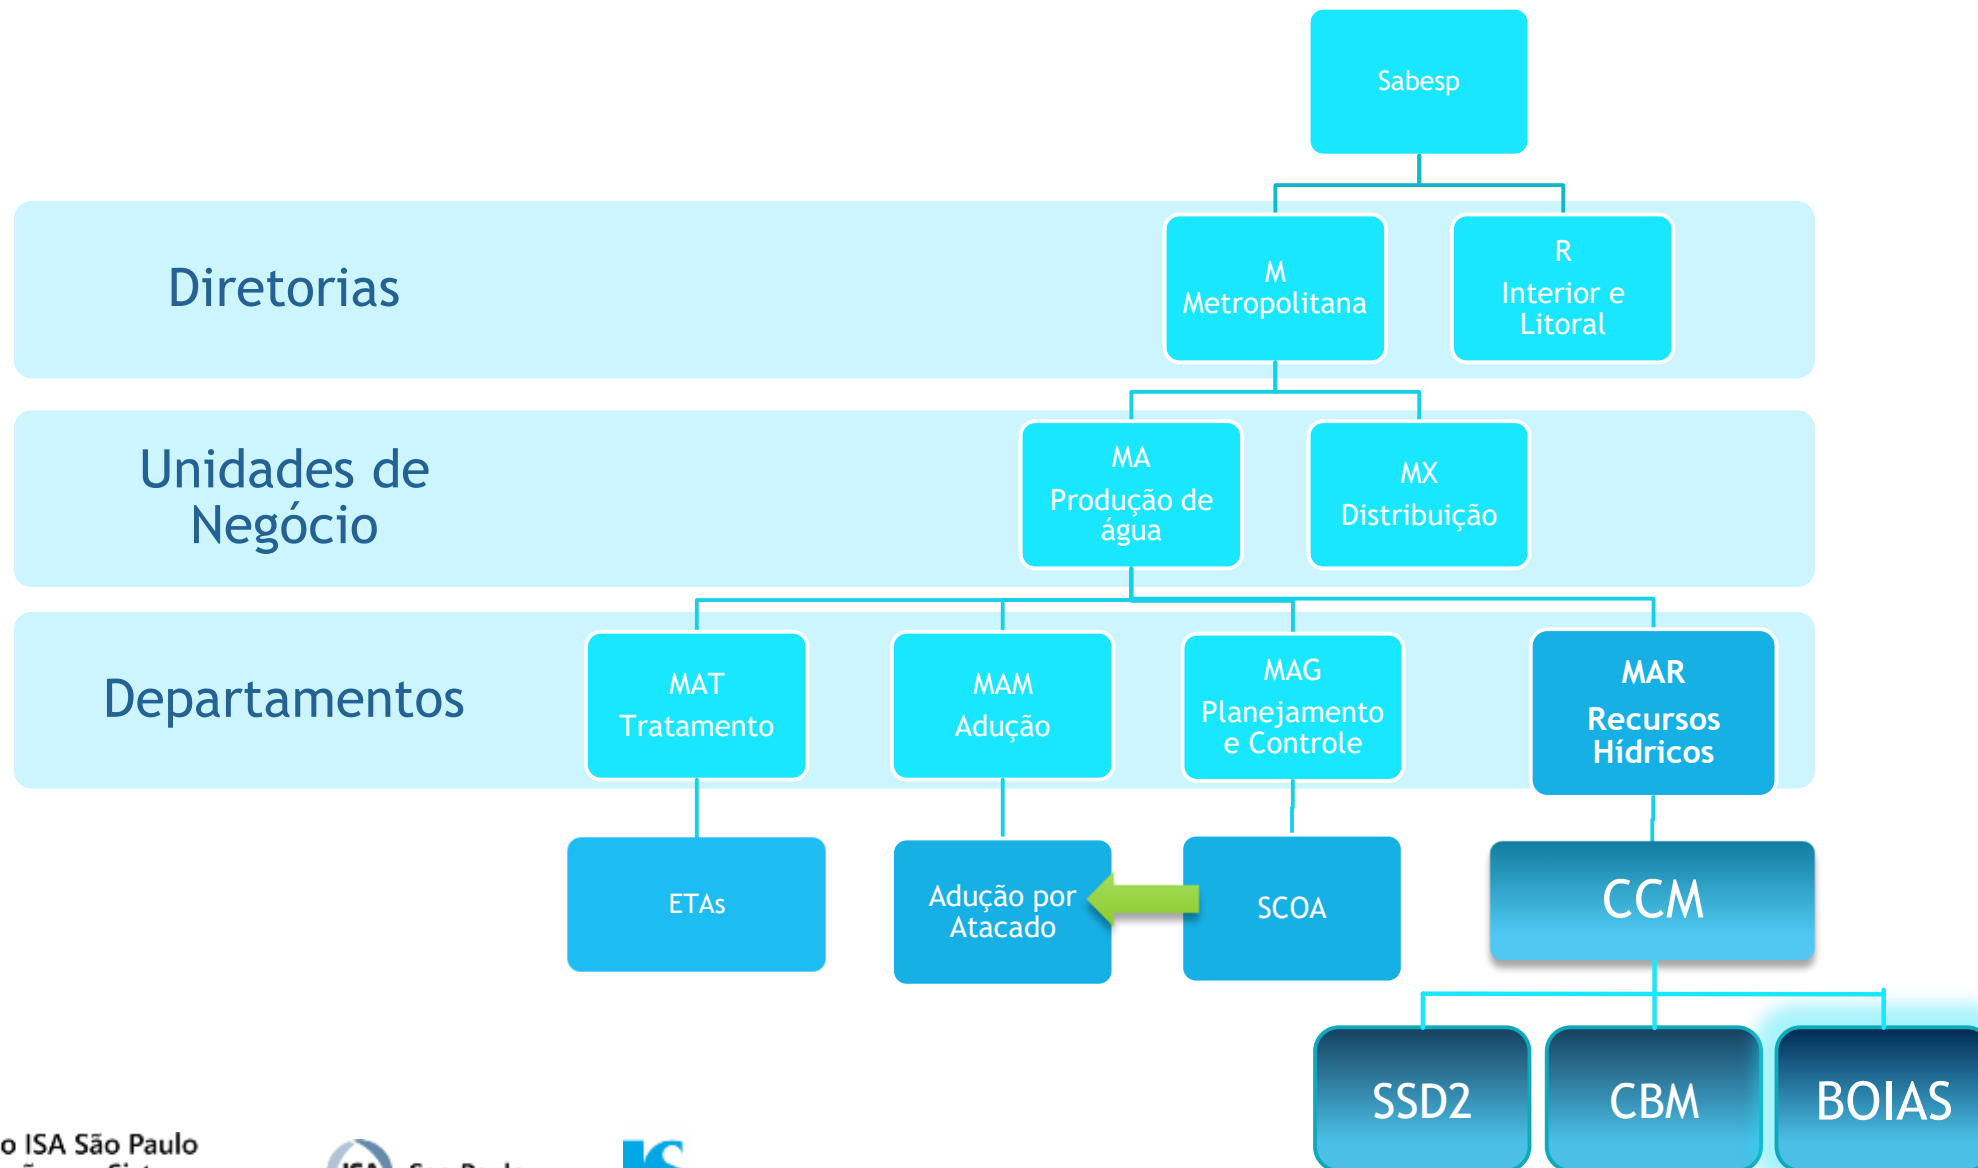 Sabesp
Diretorias
M
Metropolitana
R
Interior e
Litoral
Unidades de
Negócio
MA
Produção de
água
MX
Distribuição
Departamentos
MAT
Tratamento
MAM
Adução
MAG
Planejamento
e Controle
MAR
Recursos
Hídricos
ETAs
Adução por
Atacado
SCOA
CCM
SSD2
CBM
BOIAS
o ISA São Paulo
ISA